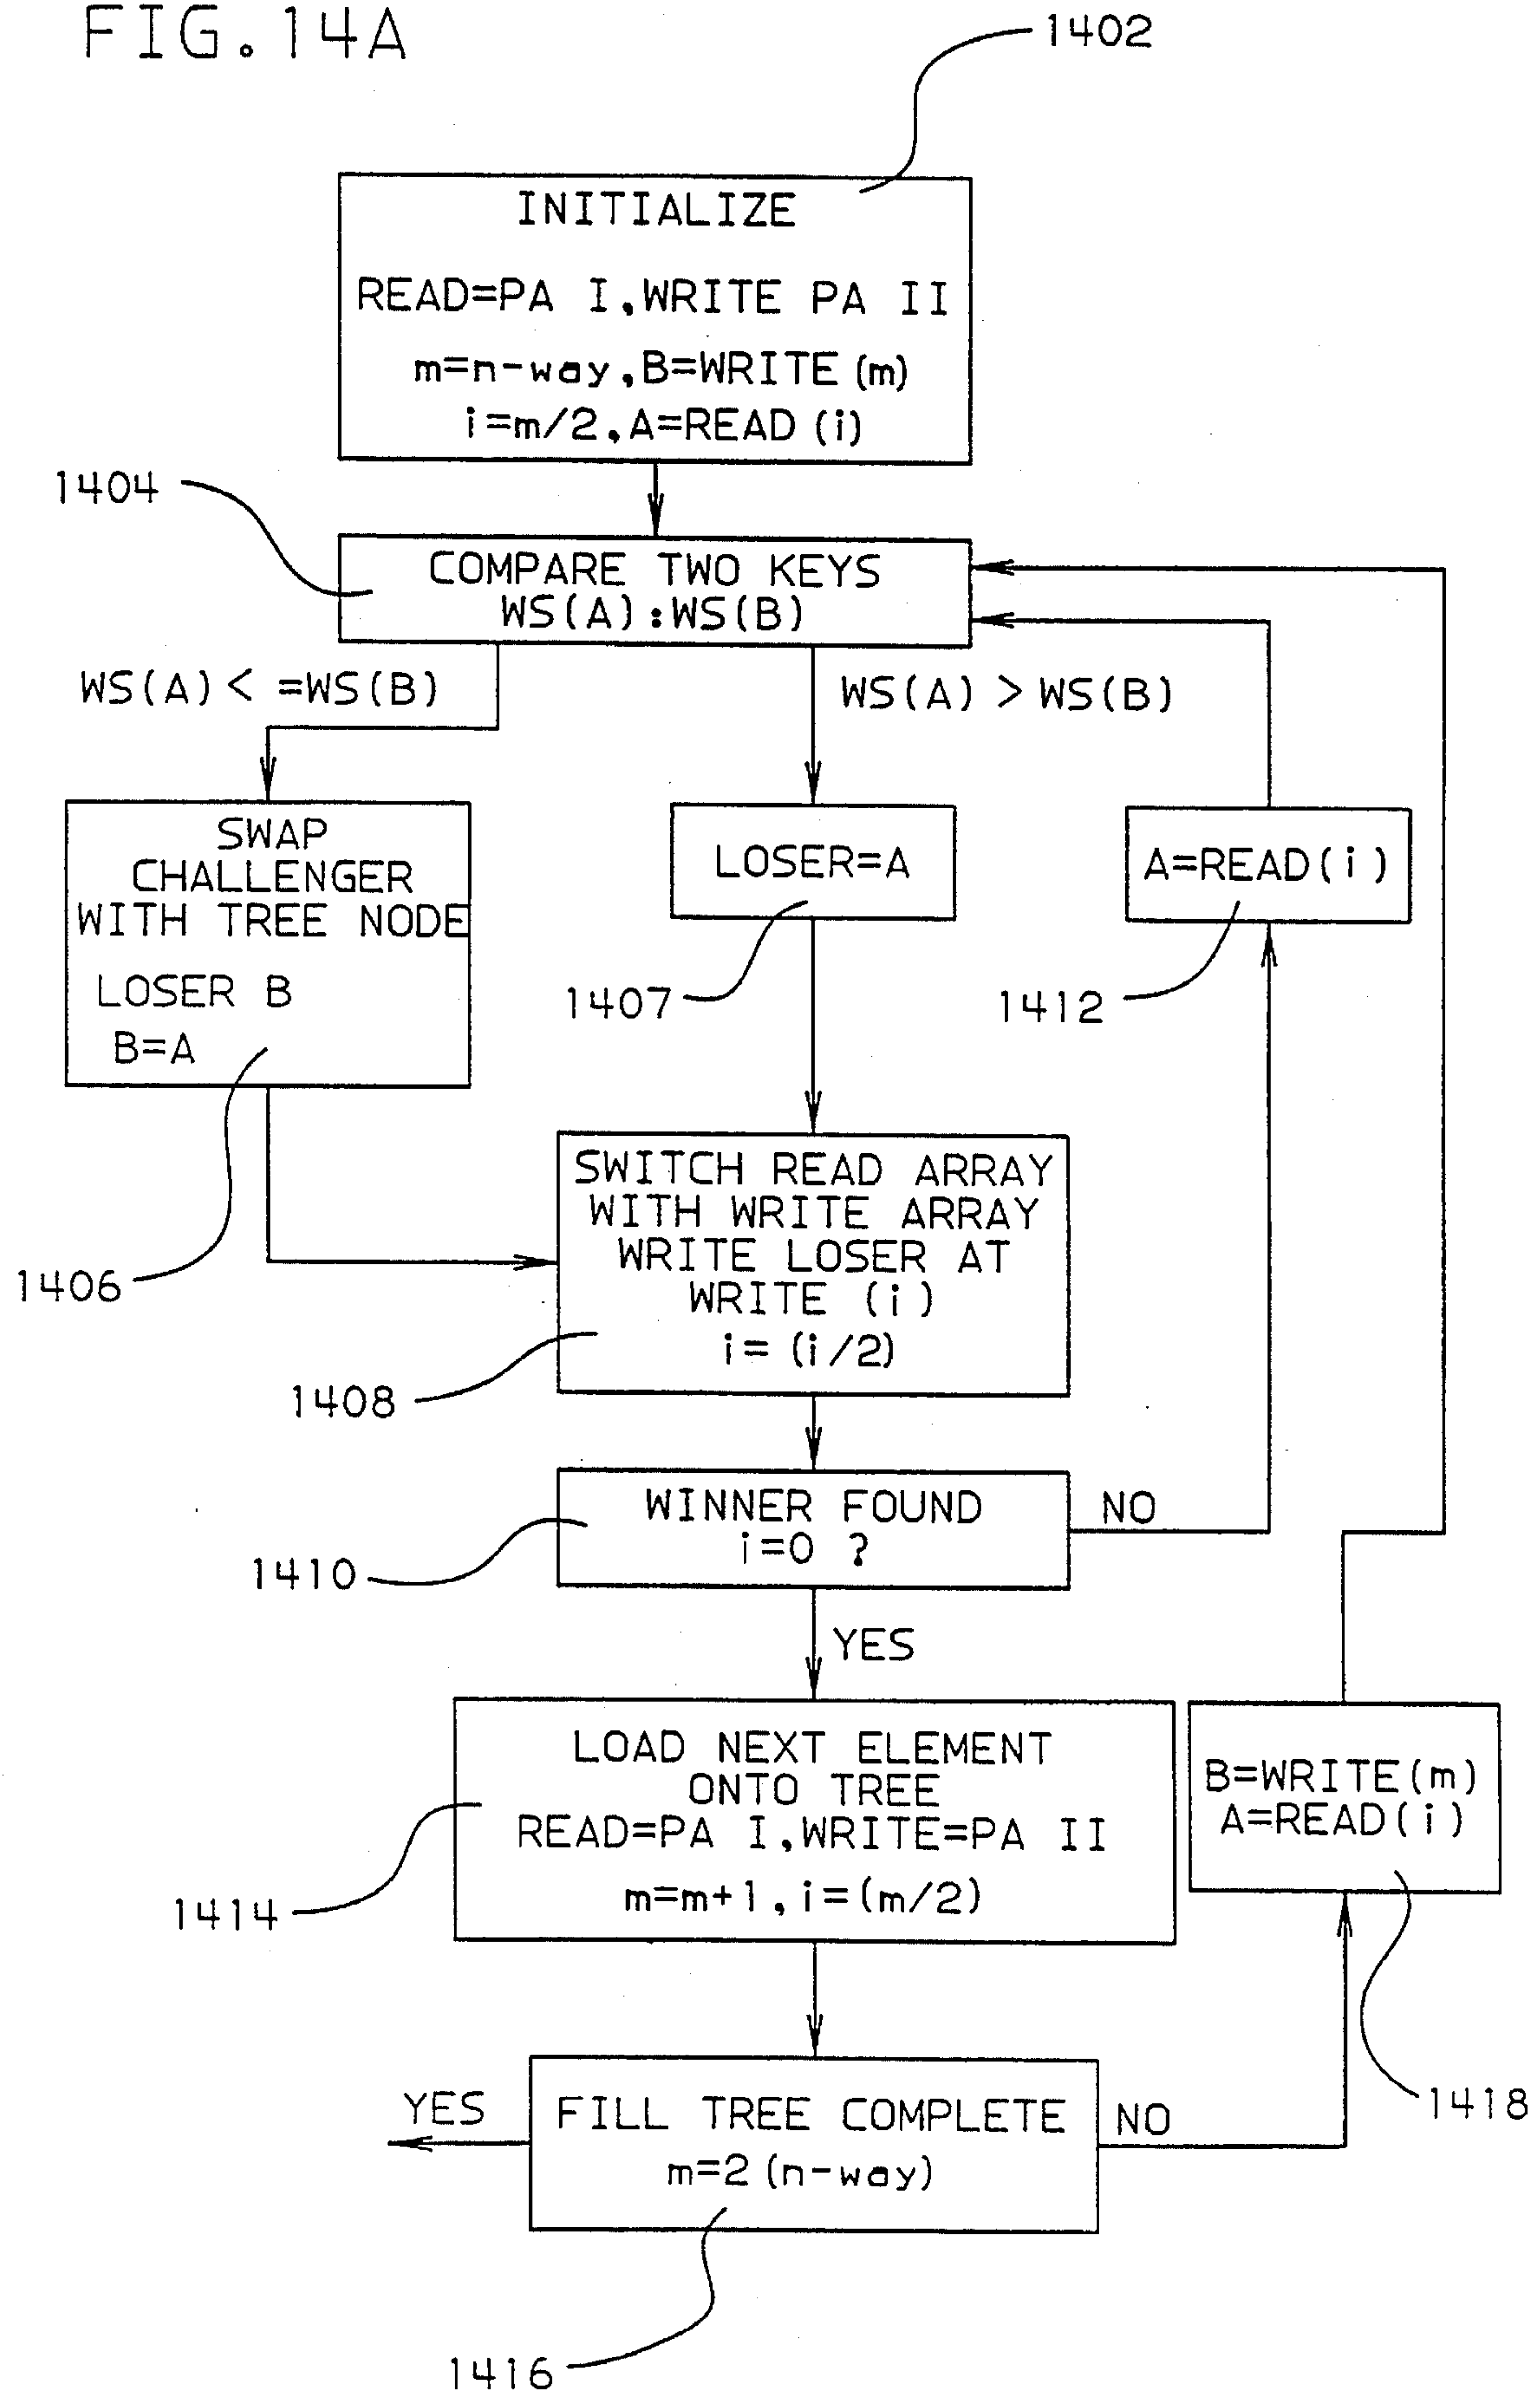 FIG.14A
1402
INITIALIZE
READ=PA I,WRITE PA II
m=n-way,B=WRITE(m)
i=m/2,A=READ(i)
1404
COMPARE TWO KEYS
WS(A):WS(B)
WS(A)< =WS(B)
WS(A) > WS(B)
SWAP
CHALLENGER
WITH TREE NODE
LOSER B
B=A
LOSER=A
A=READ(i)
1407
1412
1406
SWITCH READ ARRAY
WITH WRITE ARRAY
WRITE LOSER AT
WRITE (i)
i= (i/2)
1408
WINNER FOUND
i=0 ?
NO
1410
YES
LOAD NEXT ELEMENT
ONTO TREE
READ=PA I,WRITE=PA II
m=m+1,i=(m/2)
1414
B=WRITE(m)
A=READ(i)
1418
YES
FILL TREE COMPLETE
m=2(n-way)
NO
1416